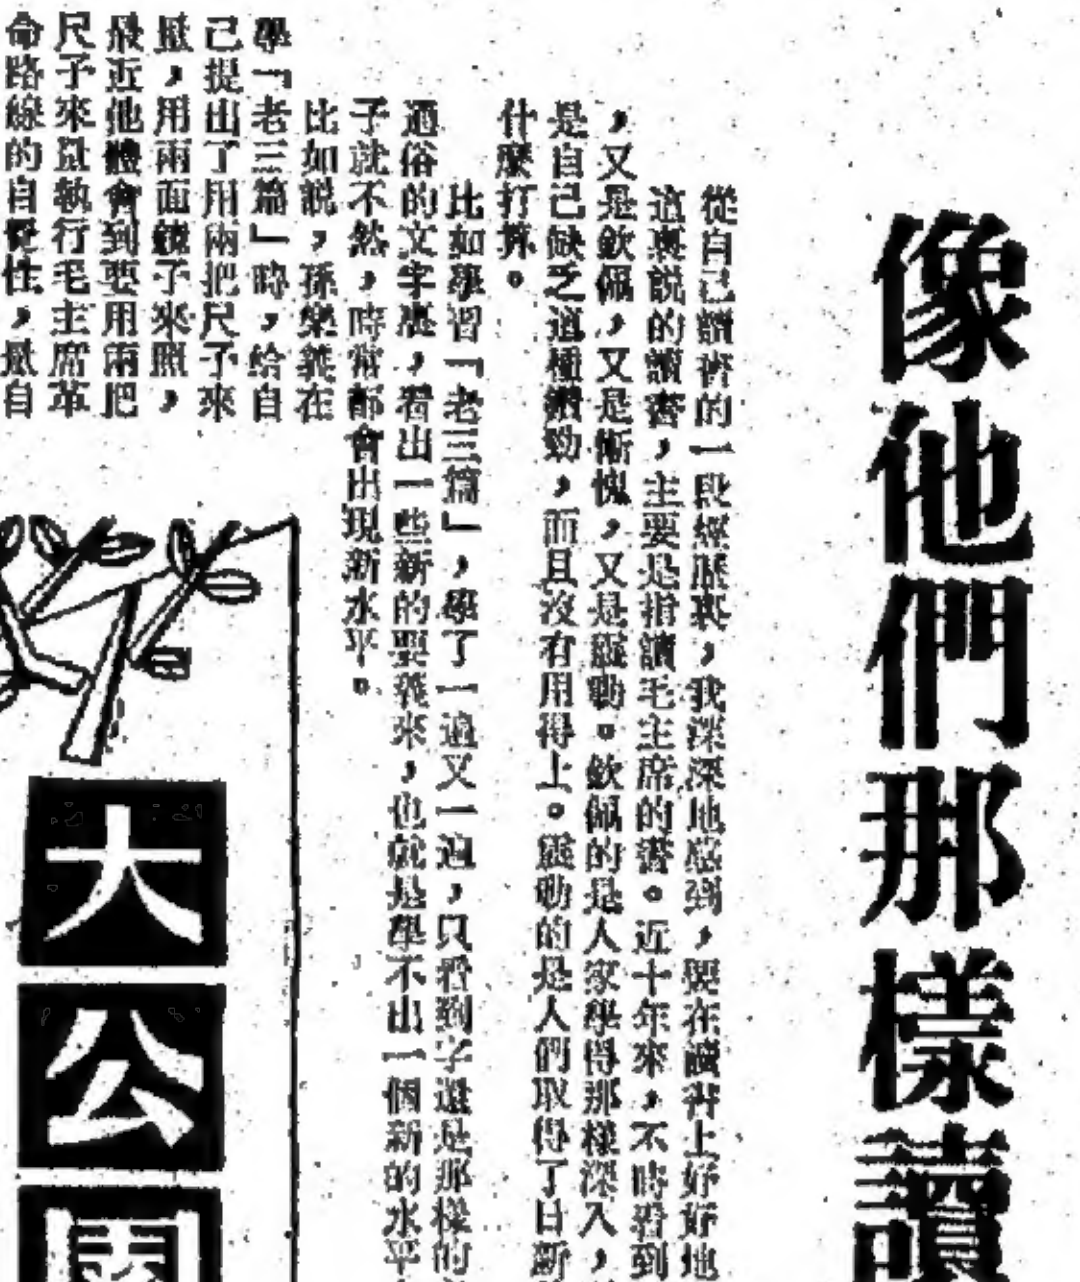 像他們那樣讀
從自己讀書的一段經歷裏，我深深地感到，要在讀書上好好地
這裏說的讀書，主要是指讀毛主席的書。近十年來，不時看到
，又是欽佩，又是慚愧，又是震動。欽佩的是人家學得那樣深入，
是自己缺乏這種鑽勁，而且沒有用得上。震動的是人們取得了日新
什麼打算。
比如學習「老三篇」，學了一遍又一遍，只看到字還是那樣的
通俗的文字裏，看出一些新的要義來，也就是學不出一個新的水平
子就不然，時常都會出現新水平。
比如說，孫樂義在
學「老三篇」時，給自
己提出了用兩把尺子來
量，用兩面鏡子來照，
最近他體會到要用兩把
尺子來量執行毛主席革
命路線的自覺性，量自
大公園